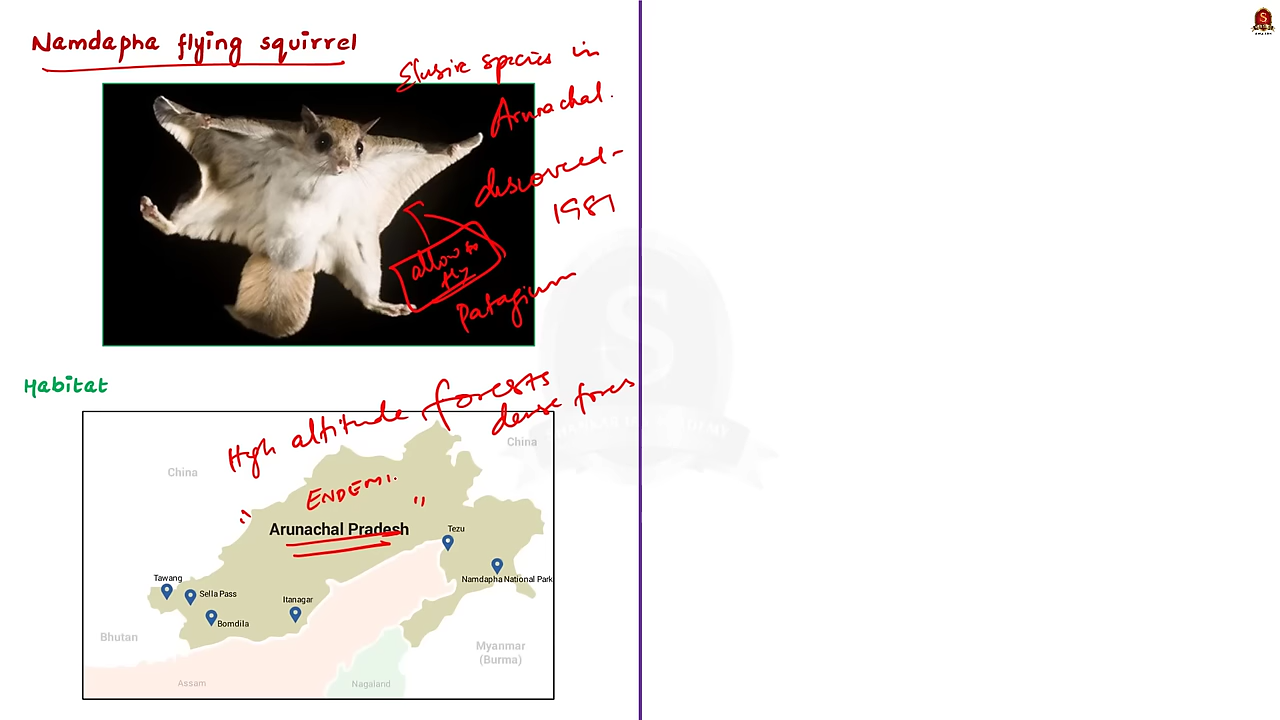 Namdapha flying squirrel
Elusive species in
Arunachal.
discovered-
1981
allow to
fly
Patagium
Habitat
High altitude forests
dense fores
China
China
ENDEMI.
" Arunachal Pradesh "
Tezu
Namdapha National Park
Tawang
Sella Pass
Itanagar
Bomdila
Bhutan
Myanmar
(Burma)
Assam
Nagaland
S